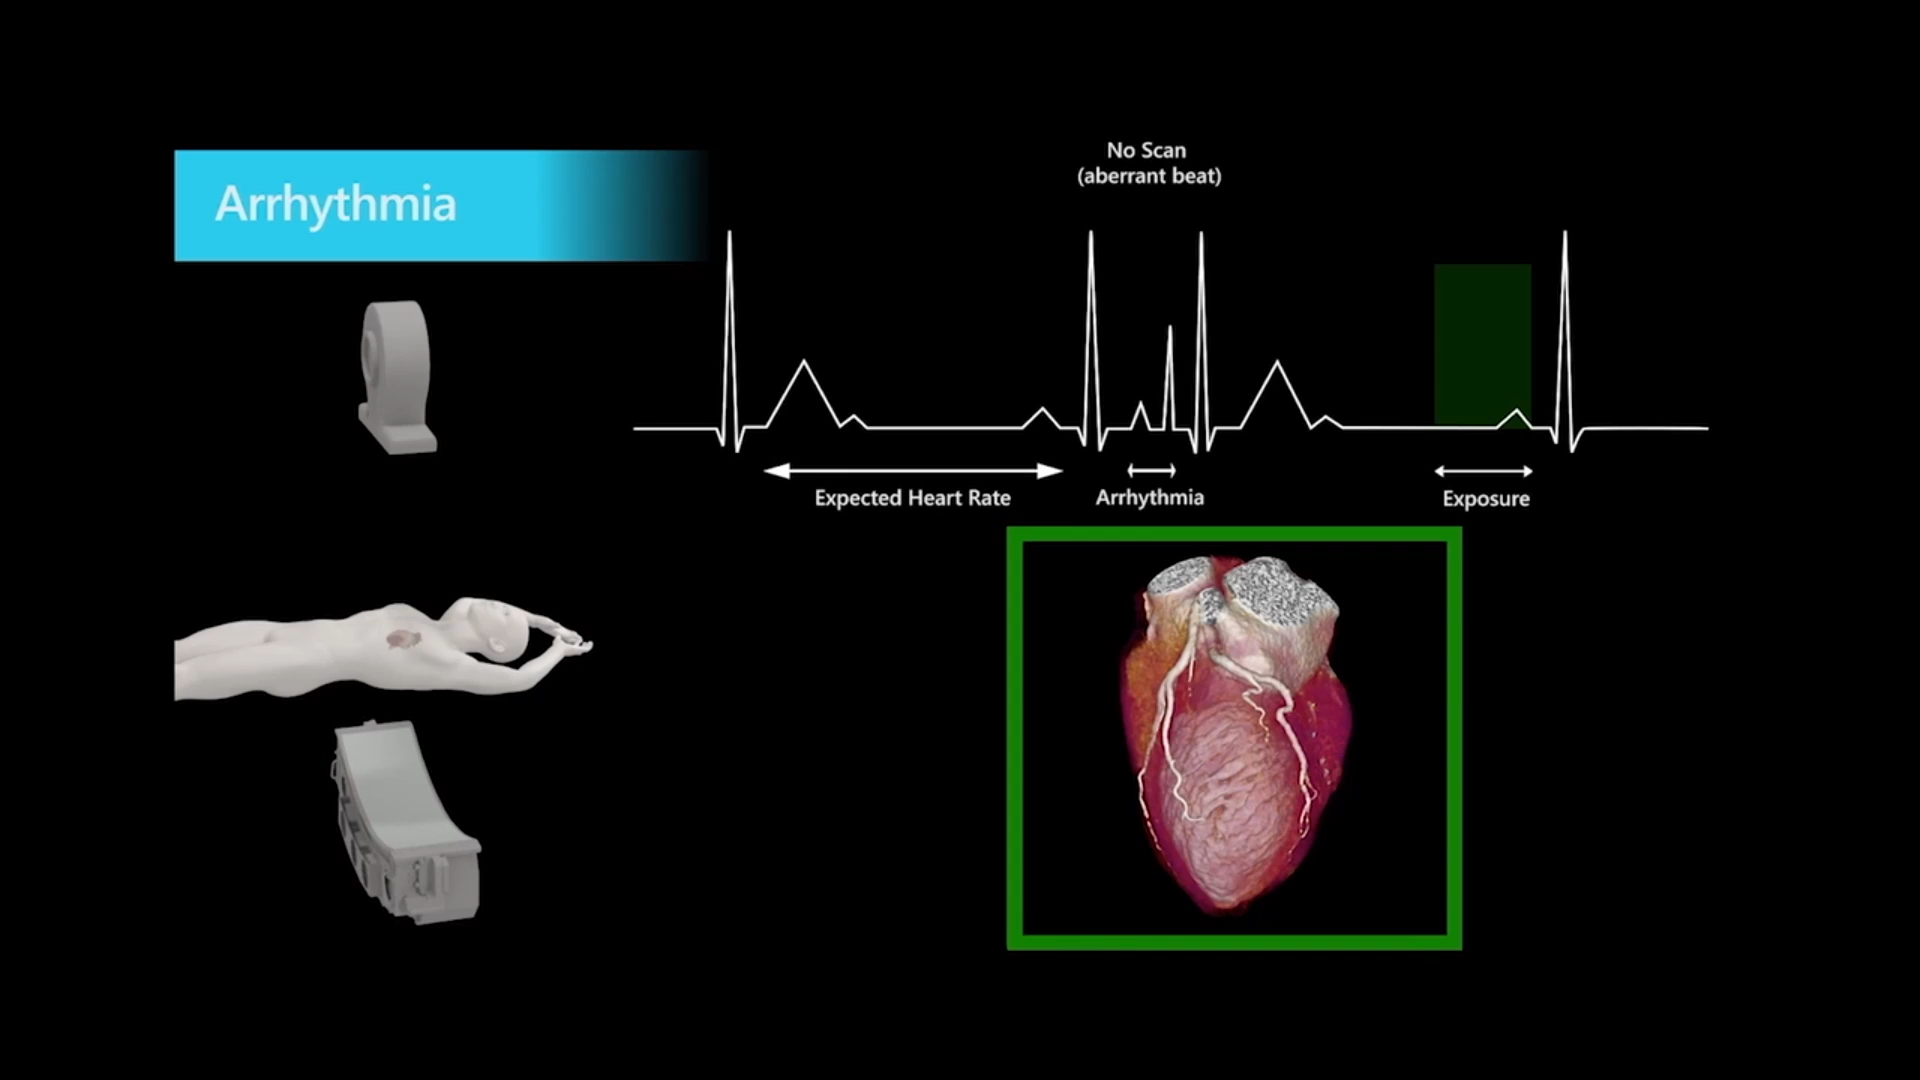 Arrhythmia
No Scan
(aberrant beat)
Expected Heart Rate
Arrhythmia
Exposure